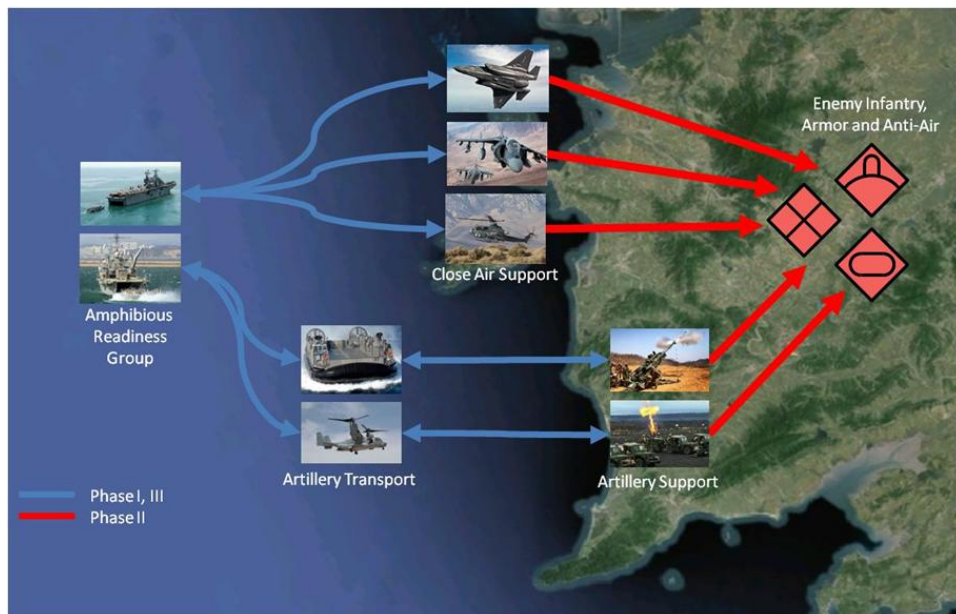 Enemy Infantry,
Armor and Anti-Air
Close Air Support
Amphibious
Readiness
Group
Artillery Transport
Artillery Support
Phase I, III
Phase II